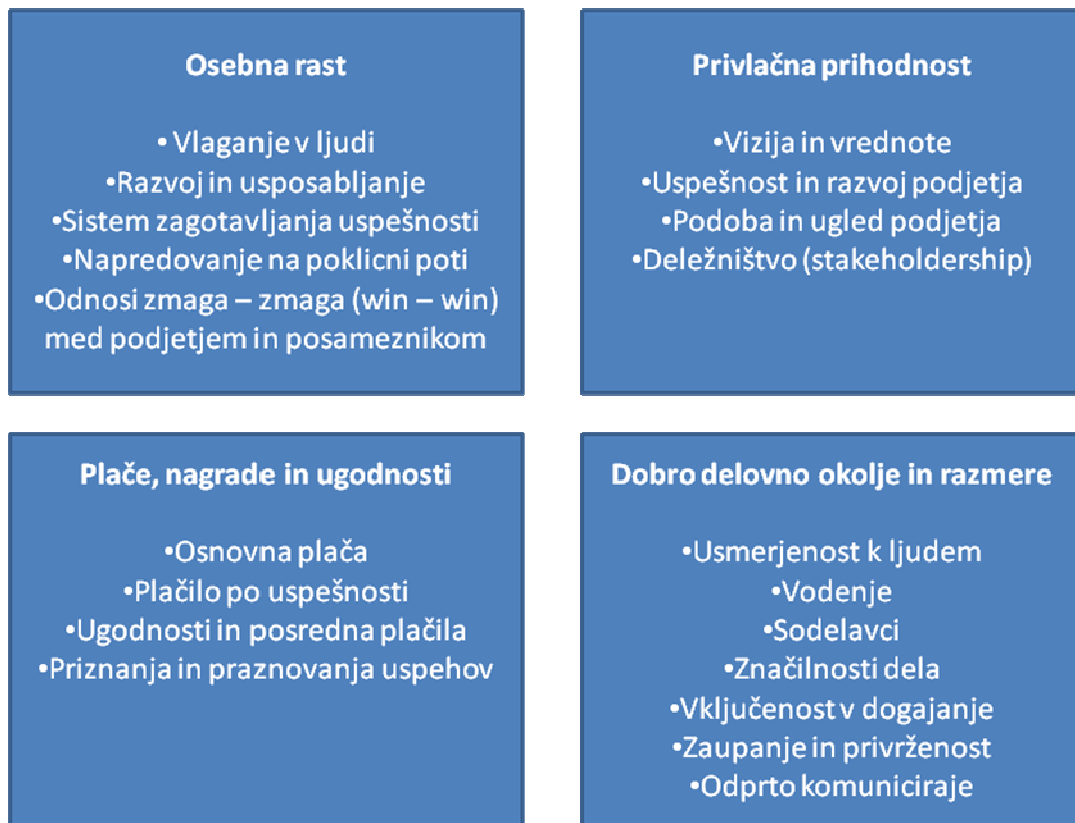 Osebna rast
• Vlaganje v ljudi
•Razvoj in usposabljanje
•Sistem zagotavljanja uspešnosti
•Napredovanje na poklicni poti
•Odnosi zmaga – zmaga (win – win)
med podjetjem in posameznikom
Privlačna prihodnost
•Vizija in vrednote
•Uspešnost in razvoj podjetja
•Podoba in ugled podjetja
•Deležništvo (stakeholdership)
Plače, nagrade in ugodnosti
•Osnovna plača
•Plačilo po uspešnosti
•Ugodnosti in posredna plačila
•Priznanja in praznovanja uspehov
Dobro delovno okolje in razmere
•Usmerjenost k ljudem
•Vodenje
•Sodelavci
•Značilnosti dela
•Vključenost v dogajanje
•Zaupanje in privrženost
•Odprto komuniciraje